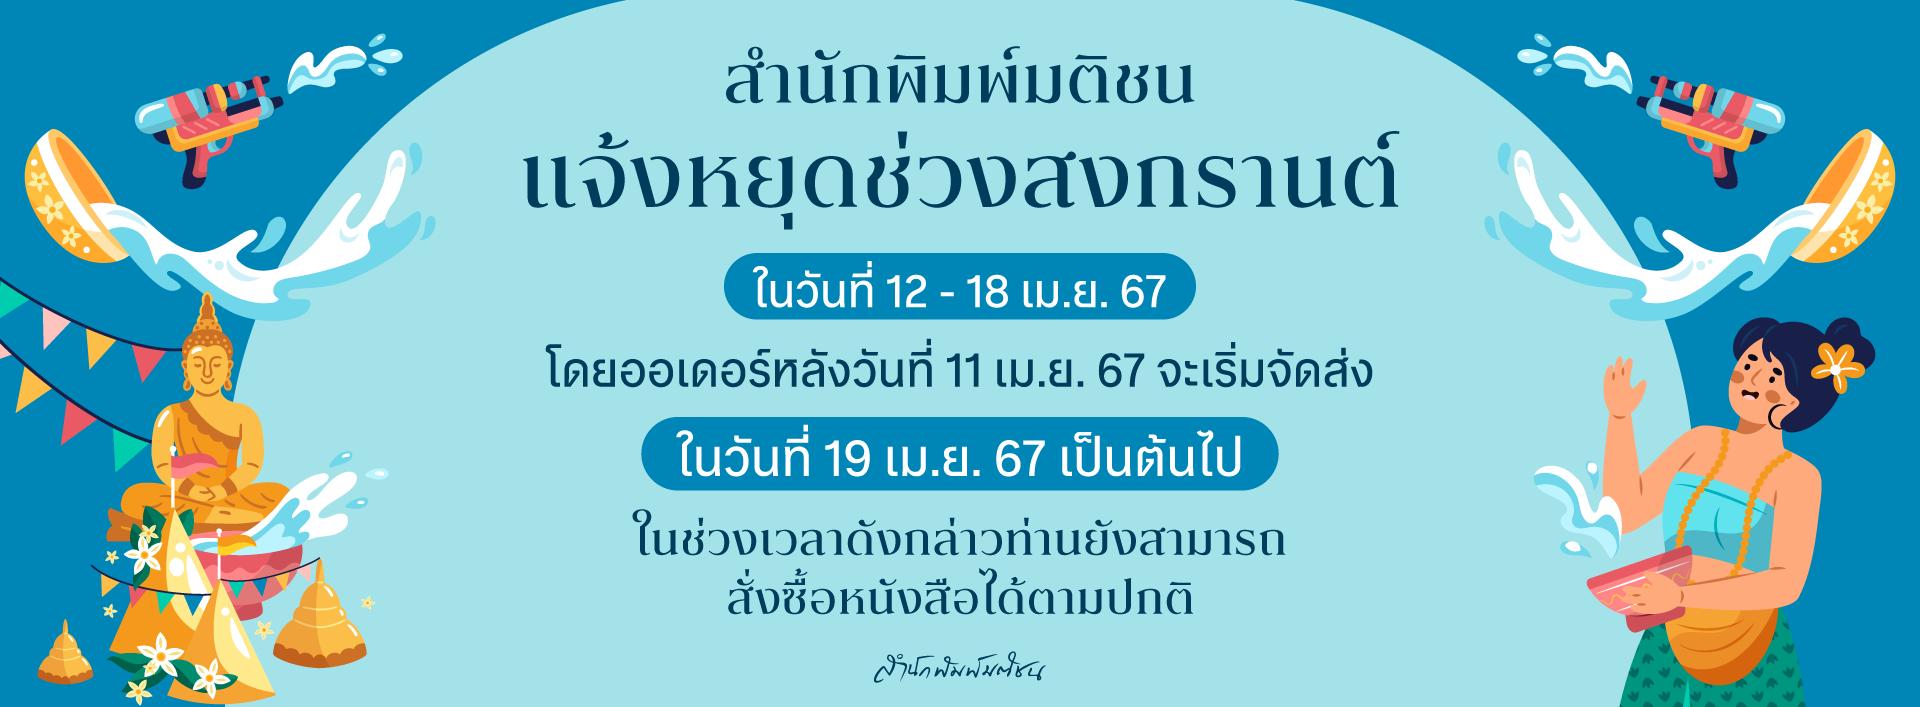 สำนักพิมพ์มติชน
แจ้งหยุดช่วงสงกรานต์
ในวันที่ 12 - 18 เม.ย. 67
โดยออเดอร์หลังวันที่ 11 เม.ย. 67 จะเริ่มจัดส่ง
ในวันที่ 19 เม.ย. 67 เป็นต้นไป
ในช่วงเวลาดังกล่าวท่านยังสามารถ
สั่งซื้อหนังสือได้ตามปกติ
สำนักพิมพ์มติชน